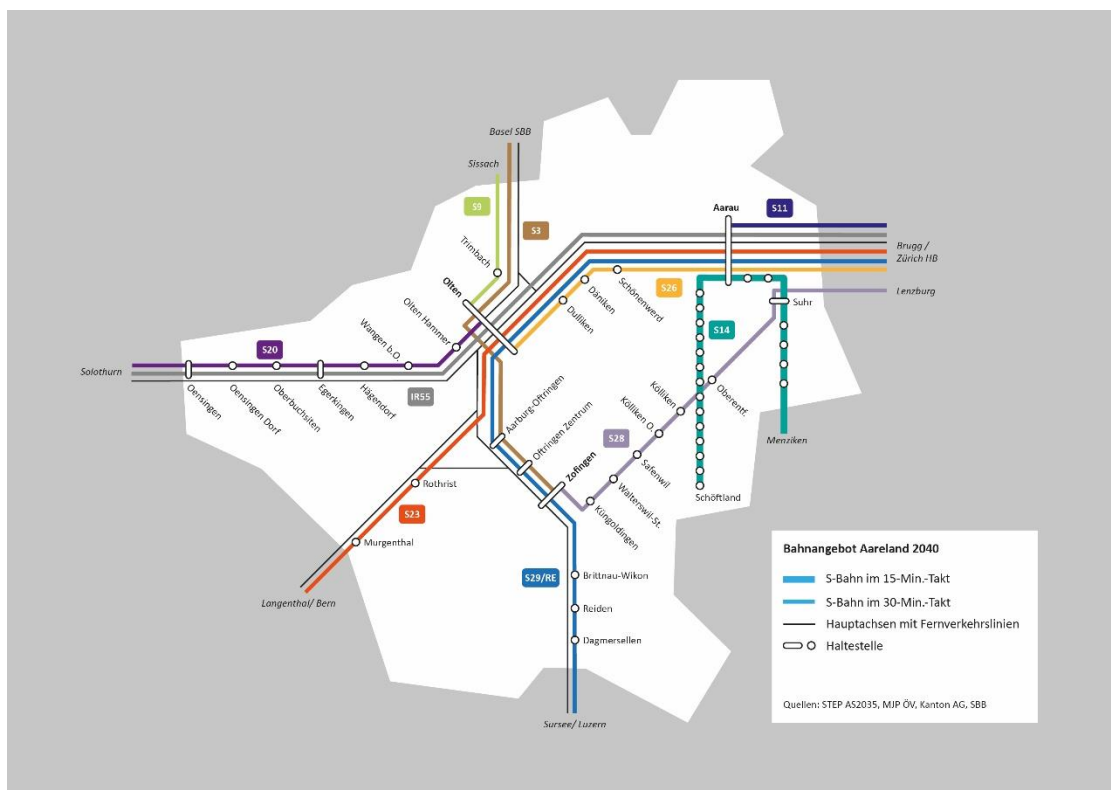 Basel SBB
Sissach
S9
S3
Trimbach
Olten
Aarau
S11
Brugg /
Zürich HB
Lenzburg
S26
Schönenwerd
Däniken
Dulliken
Suhr
S14
Olten Hammer
Wangen b.O.
S20
Solothurn
Oensingen
Oensingen Dorf
Oberbuchsiten
Egerkingen
Hägendorf
IR55
Aarburg-Oftringen
Oftringen Zentrum
Zofingen
Kölliken
Kölliken O.
Oberentf.
S28
Safenwil
Walterswil-St.
Küngoldingen
Menziken
Schöftland
Rothrist
S23
Murgenthal
Langenthal/ Bern
S29/RE
Brittnau-Wikon
Reiden
Dagmersellen
Sursee/ Luzern
Bahnangebot Aareland 2040
S-Bahn im 15-Min.-Takt
S-Bahn im 30-Min.-Takt
Hauptachsen mit Fernverkehrslinien
Haltestelle
Quellen: STEP AS2035, MJP ÖV, Kanton AG, SBB